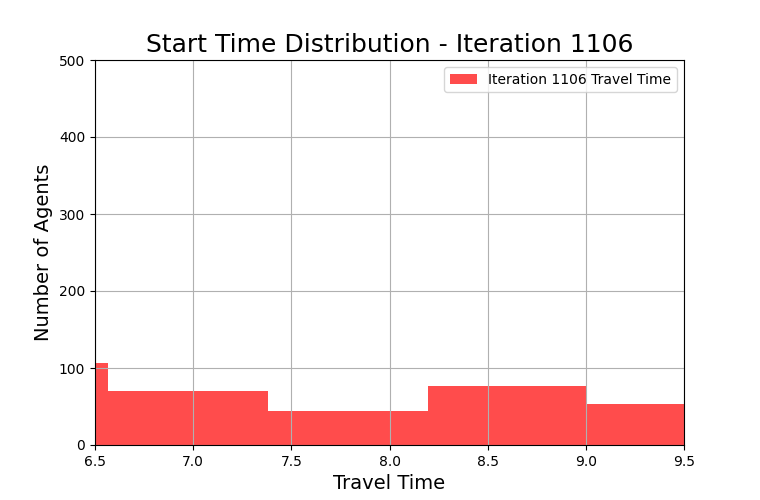 Start Time Distribution - Iteration 1106
Iteration 1106 Travel Time
Number of Agents
500
400
300
200
100
0
6.5 7.0 7.5 8.0 8.5 9.0 9.5
Travel Time